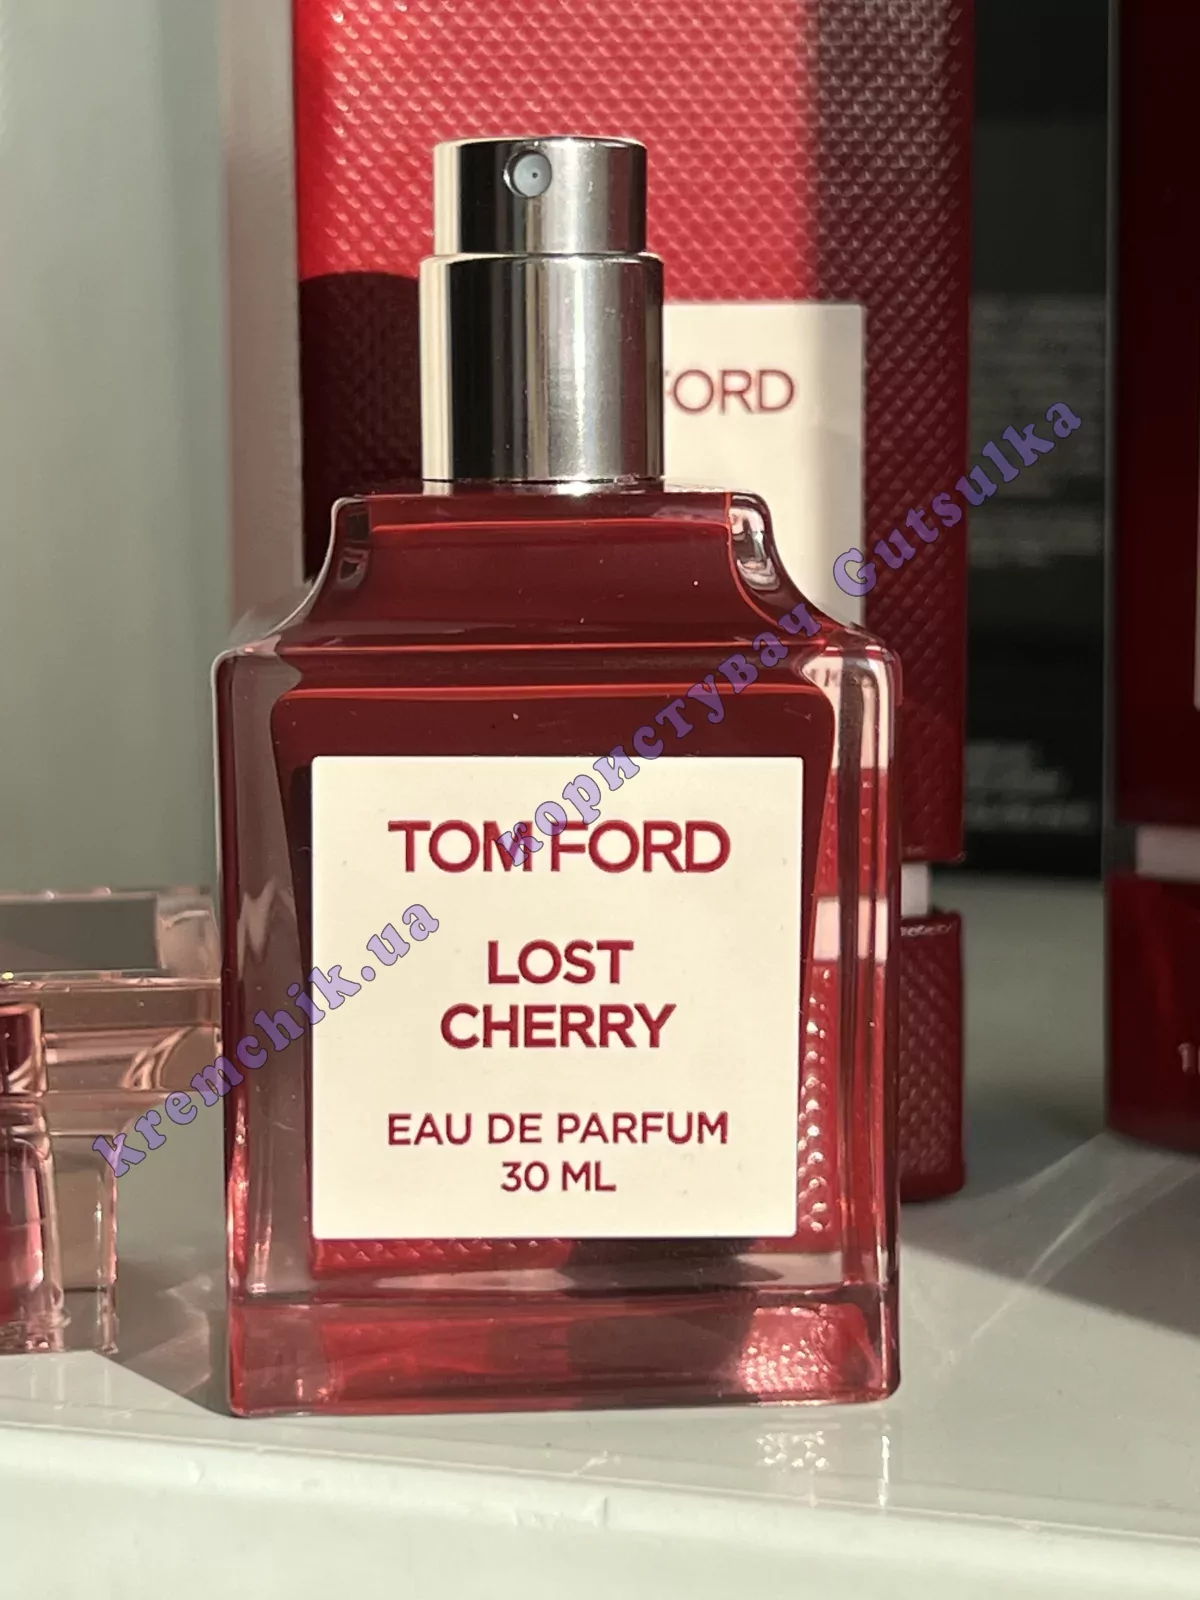 FORD
TOM FORD
LOST
CHERRY
EAU DE PARFUM
30 ML
kremchik.ua користувач Gutsulka